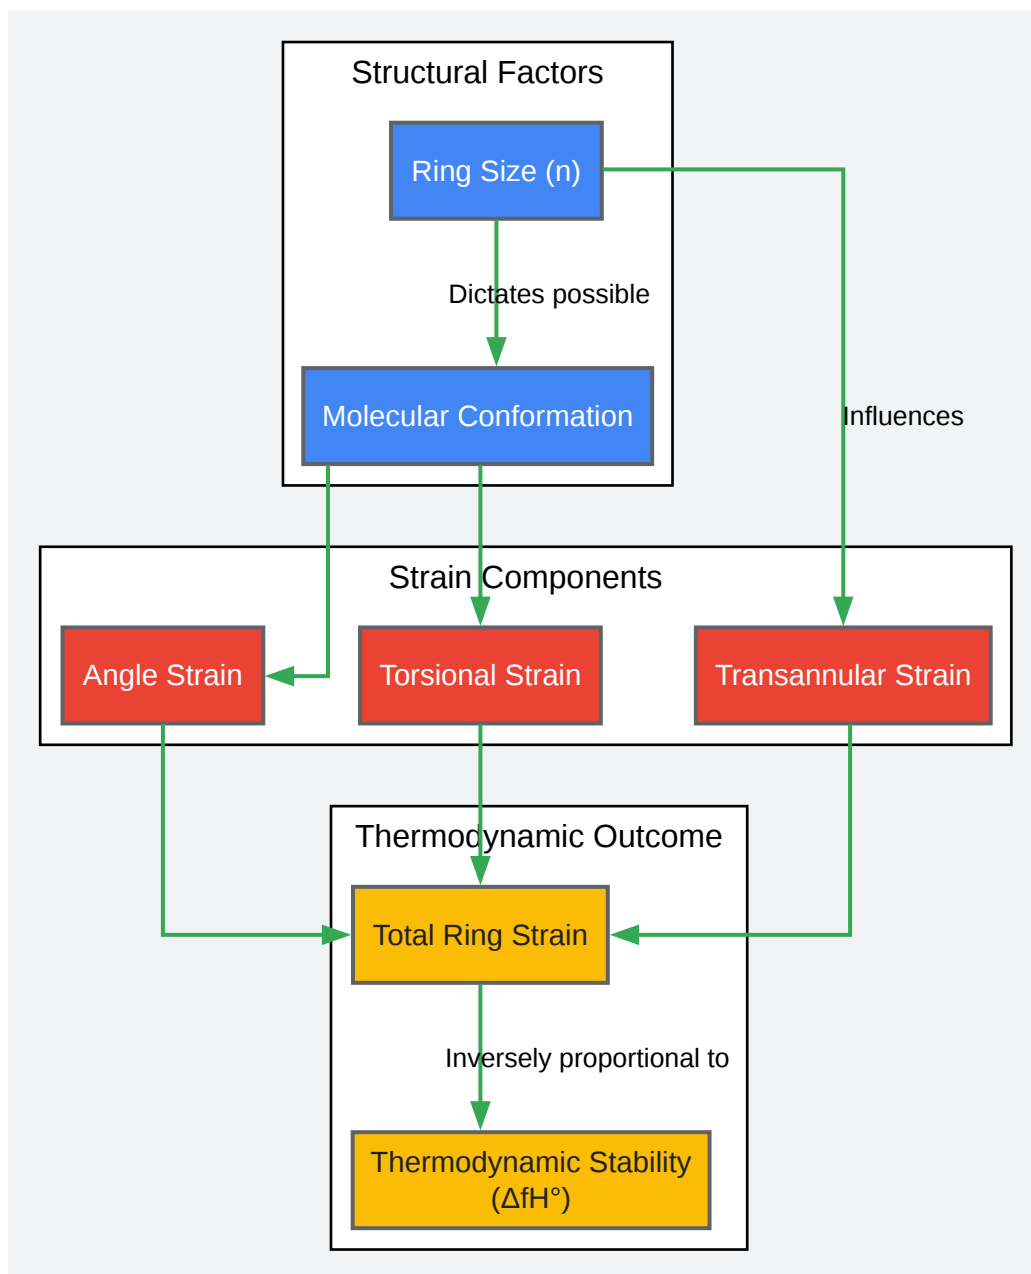 Structural Factors
Ring Size (n)
Dictates possible
Molecular Conformation
Influences
Strain Components
Angle Strain
Torsional Strain
Transannular Strain
Thermodynamic Outcome
Total Ring Strain
Inversely proportional to
Thermodynamic Stability
(ΔfH°)